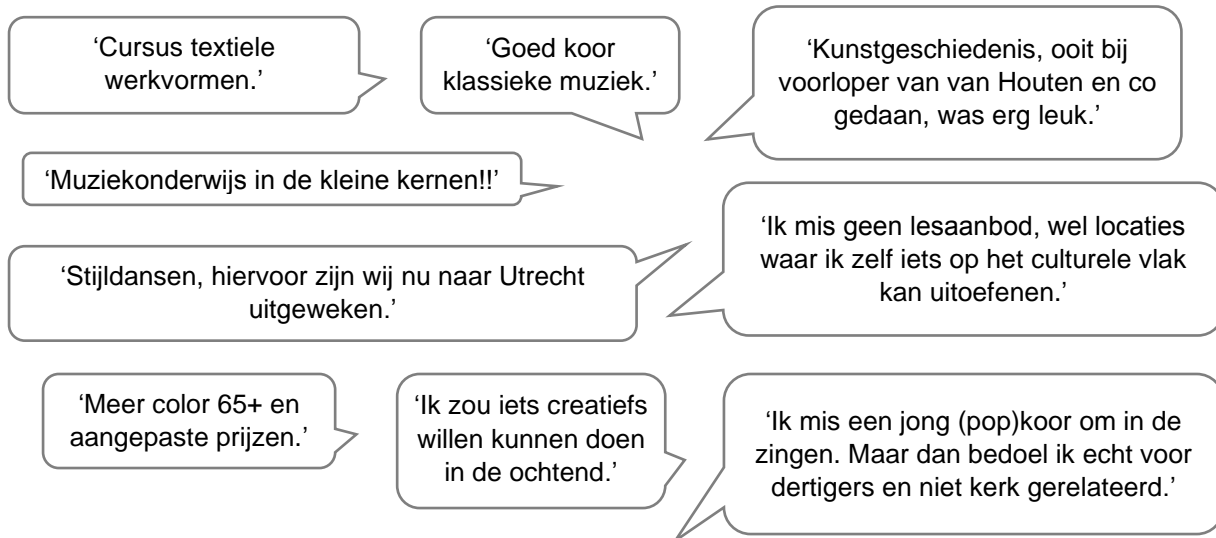 ‘Cursus textiele
werkvormen.’
‘Goed koor
klassieke muziek.’
‘Kunstgeschiedenis, ooit bij
voorloper van van Houten en co
gedaan, was erg leuk.’
‘Muziekonderwijs in de kleine kernen!!’
‘Ik mis geen lesaanbod, wel locaties
waar ik zelf iets op het culturele vlak
kan uitoefenen.’
‘Stijldansen, hiervoor zijn wij nu naar Utrecht
uitgeweken.’
‘Meer color 65+ en
aangepaste prijzen.’
‘Ik zou iets creatiefs
willen kunnen doen
in de ochtend.’
‘Ik mis een jong (pop)koor om in de
zingen. Maar dan bedoel ik echt voor
dertigers en niet kerk gerelateerd.’